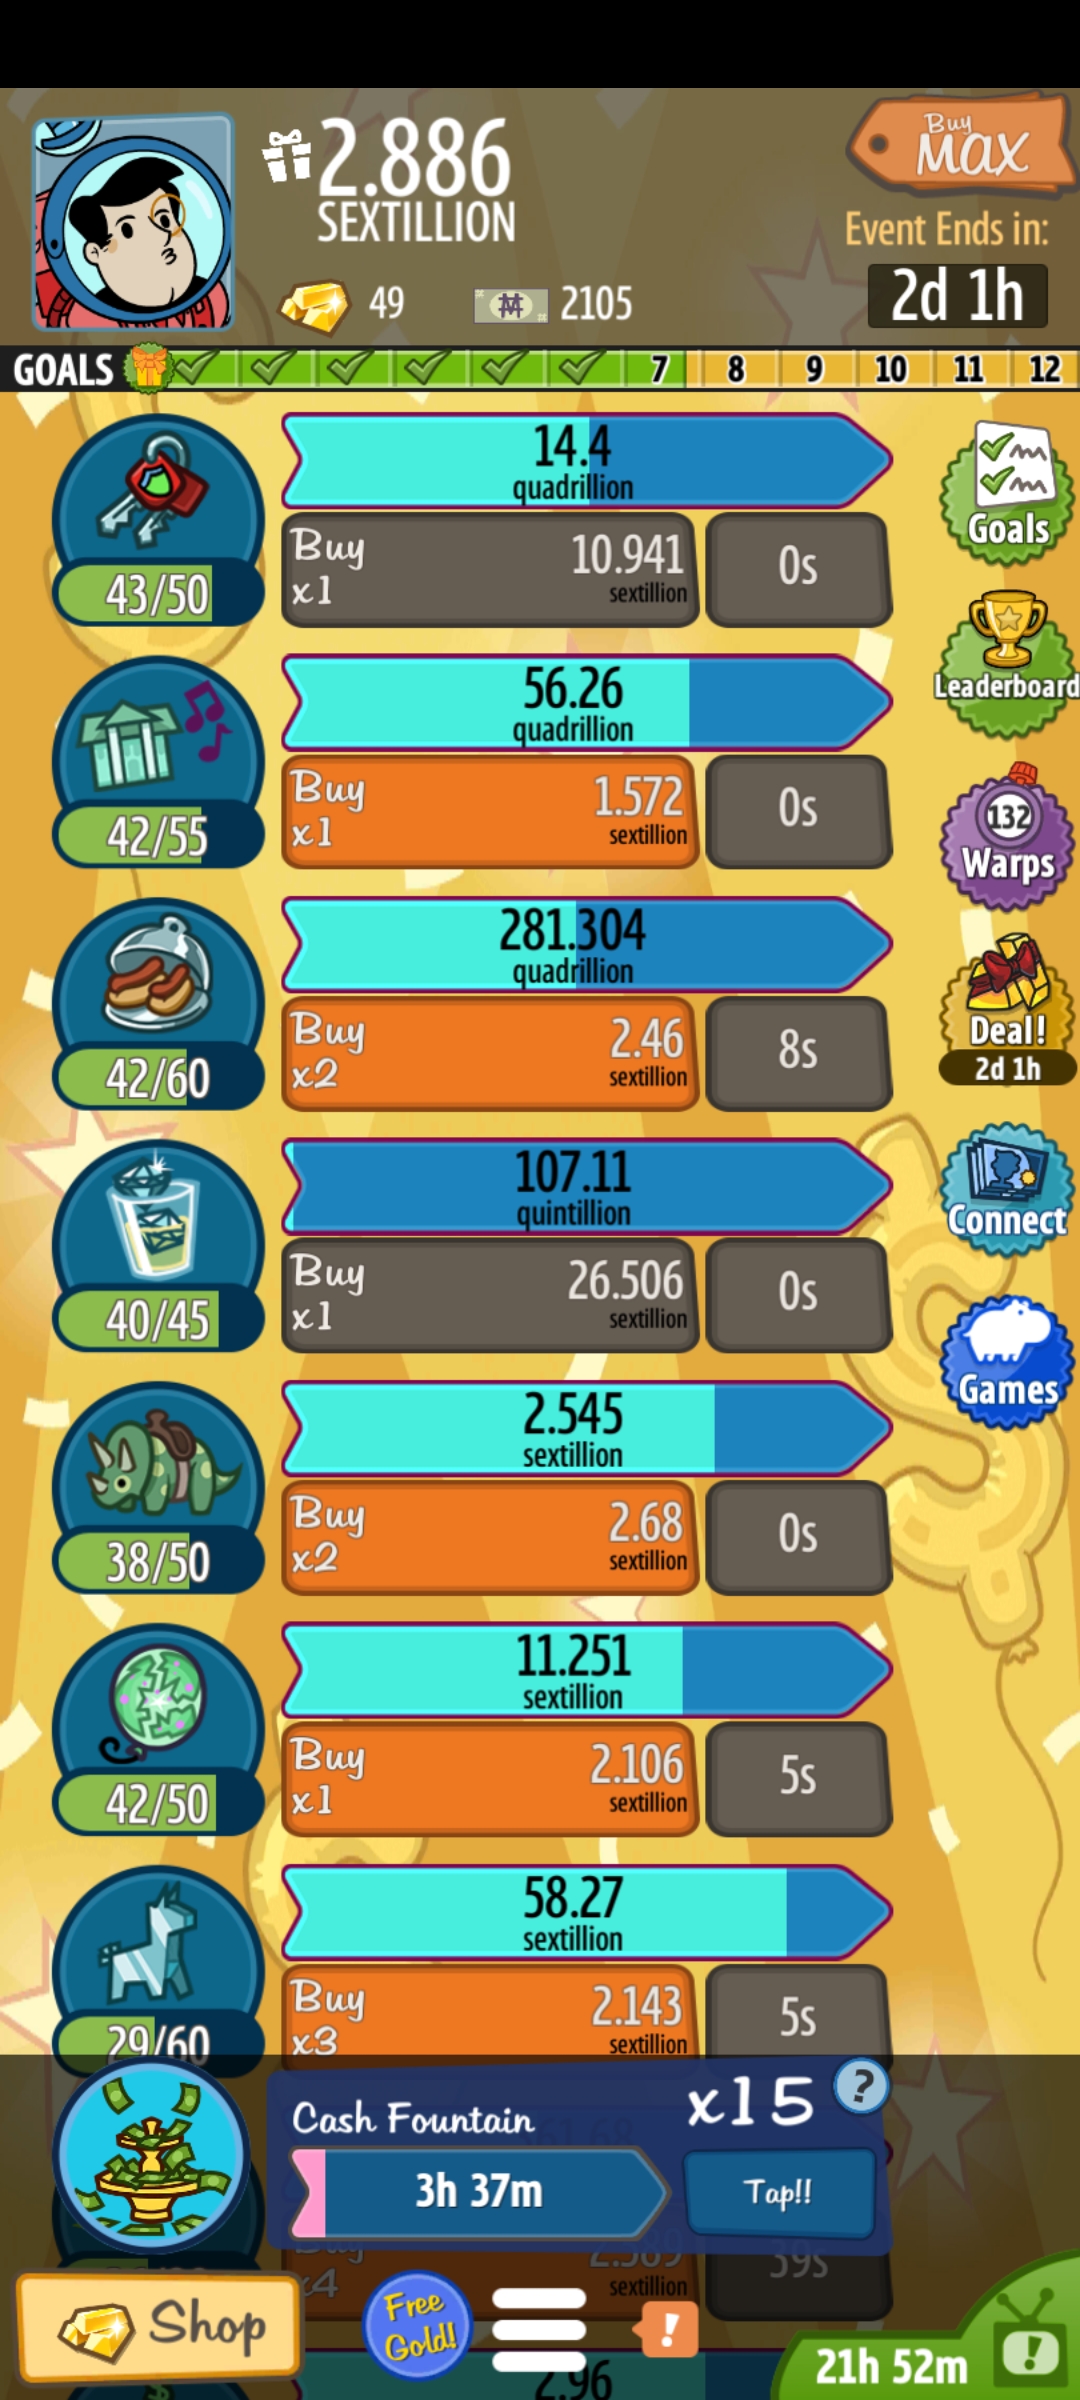 2.886
SEXTILLION
Buy
MAX
Event Ends in:
2d 1h
49
2105
GOALS 7 8 9 10 11 12
14.4
quadrillion
Buy
x1
10.941
sextillion
0s
43/50
Goals
56.26
quadrillion
Buy
x1
1.572
sextillion
0s
42/55
Leaderboard
281.304
quadrillion
Buy
x2
2.46
sextillion
8s
42/60
132
Warps
Deal!
2d 1h
107.11
quintillion
Buy
x1
26.506
sextillion
0s
40/45
Connect
2.545
sextillion
Buy
x2
2.68
sextillion
0s
38/50
Games
11.251
sextillion
Buy
x1
2.106
sextillion
5s
42/50
58.27
sextillion
Buy
x3
2.143
sextillion
5s
29/60
Cash Fountain
x15
?
3h 37m
Tap!!
Buy
x4
2.589
sextillion
39s
Shop
Free
Gold!
!
21h 52m
!
2.96